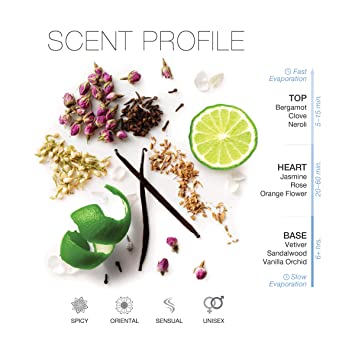 SCENT PROFILE
Fast
Evaporation
TOP
Bergamot
Clove
Neroli
5–15 min.
HEART
Jasmine
Rose
Orange Flower
20–60 min.
BASE
Vetiver
Sandalwood
Vanilla Orchid
6+ hrs.
Slow
Evaporation
SPICY
ORIENTAL
SENSUAL
UNISEX